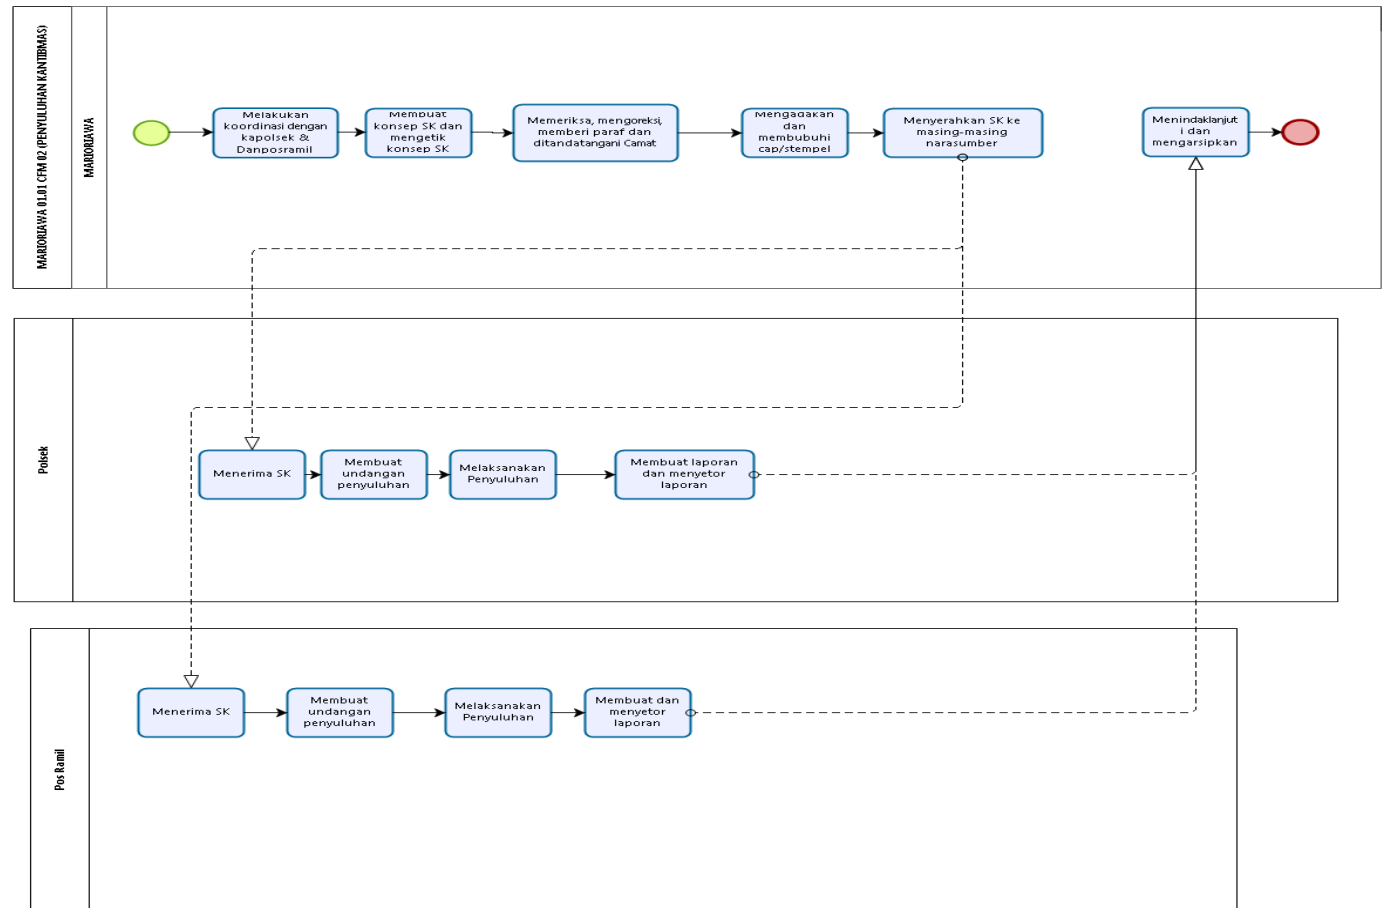 MARIORIAWA 01.01 CFM 02 (PENYULUHAN KANTIBMAS)
MARIORIAWA
Melakukan
koordinasi dengan
kapolsek &
Danposramil
Membuat
konsep SK dan
mengetik
konsep SK
Memeriksa, mengoreksi,
memberi paraf dan
ditandatangani Camat
Mengadakan
dan
membubuhi
cap/stempel
Menyerahkan SK ke
masing-masing
narasumber
Menindaklanjut
i dan
mengarsipkan
Polsek
Menerima SK
Membuat
undangan
penyuluhan
Melaksanakan
Penyuluhan
Membuat laporan
dan menyetor
laporan
Pos Ramil
Menerima SK
Membuat
undangan
penyuluhan
Melaksanakan
Penyuluhan
Membuat dan
menyetor
laporan